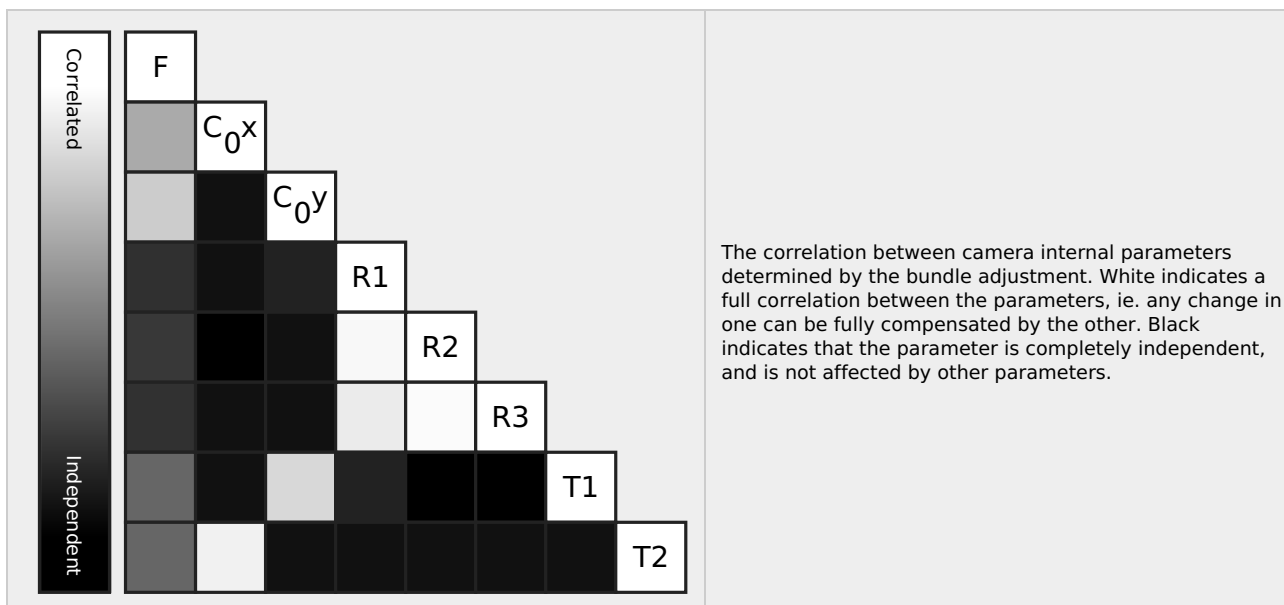 Correlated
Independent
F
C0x
C0y
R1
R2
R3
T1
T2
The correlation between camera internal parameters
determined by the bundle adjustment. White indicates a
full correlation between the parameters, ie. any change in
one can be fully compensated by the other. Black
indicates that the parameter is completely independent,
and is not affected by other parameters.